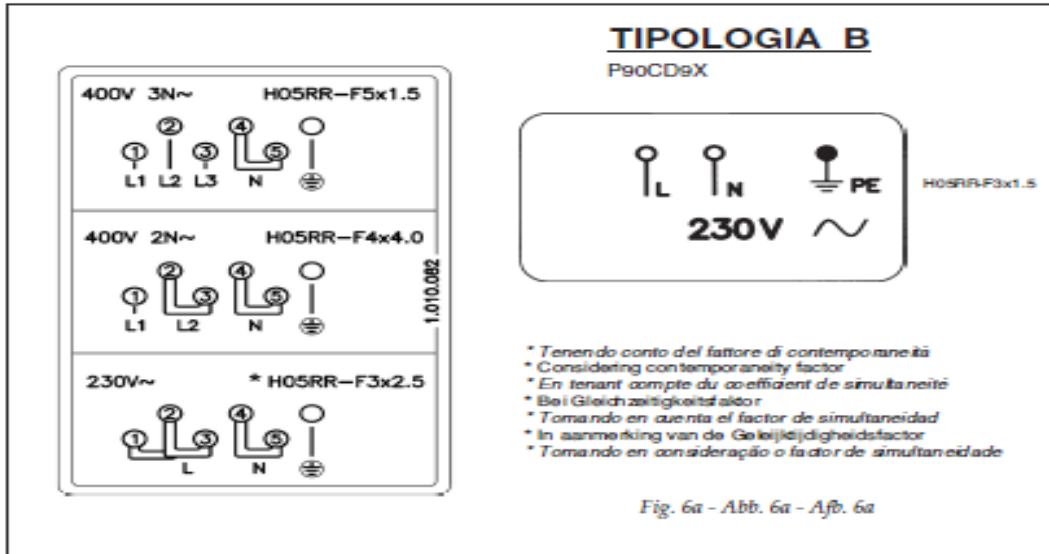 TIPOLOGIA B
P90CD9X
400V 3N~ H05RR-F5x1.5
2 4
1 3 5
L1 L2 L3 N
400V 2N~ H05RR-F4x4.0
2 4
1 3 5
L1 L2 N
1.010.082
230V~ * H05RR-F3x2.5
2 4
1 3 5
L N
L N PE
230V ~
H05RR-F3x1.5
* Tenendo conto del fattore di contemporaneità
* Considering contemporaneity factor
* En tenant compte du coefficient de simultaneité
* Bei Gleichzeitigkeitsfaktor
* Tomando en cuenta el factor de simultaneidad
* In aanmerking van de Geleijktijdigheidsfactor
* Tomando en consideração o factor de simultaneidade
Fig. 6a - Abb. 6a - Afb. 6a